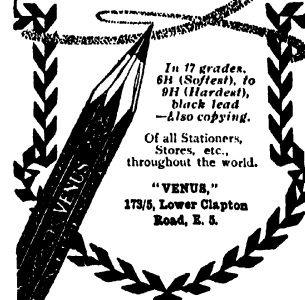 In 17 grades,
6H (Softest), to
9H (Hardest),
black lead
—Also copying.
Of all Stationers,
Stores, etc.,
throughout the world.
"VENUS,"
173/5, Lower Clapton
Road, E. 5.
VENUS